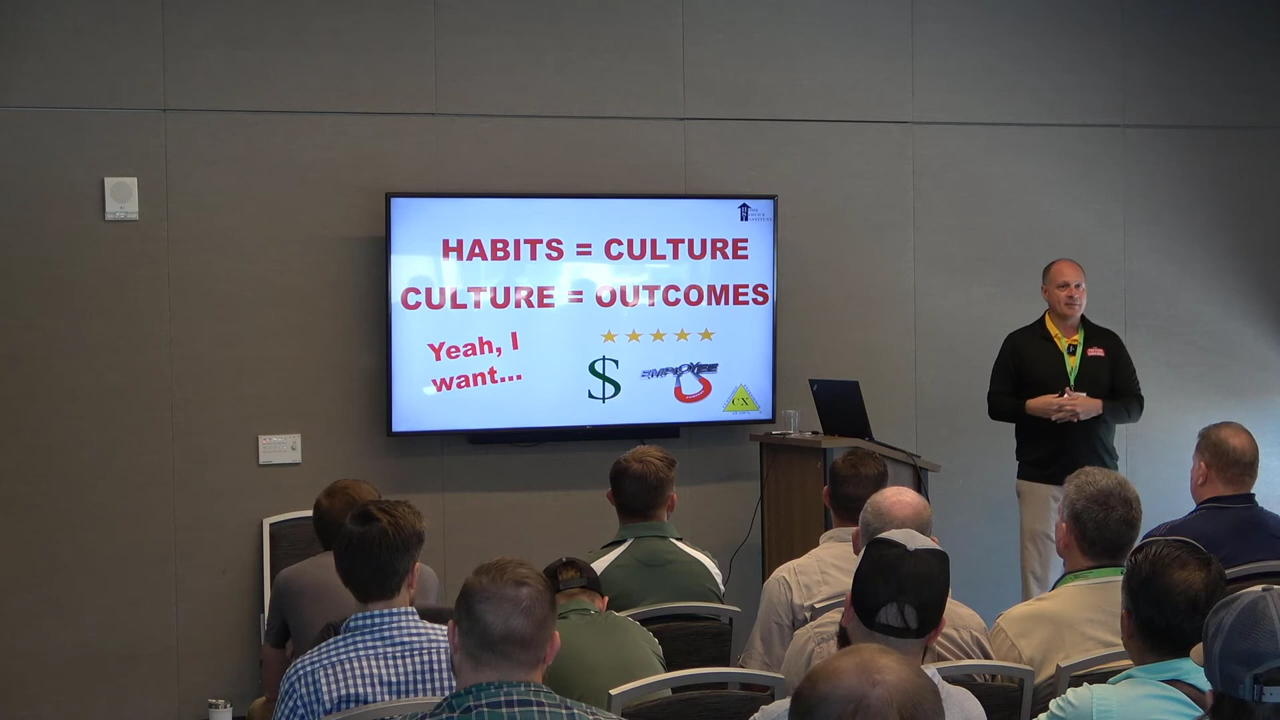 HABITS = CULTURE
CULTURE = OUTCOMES
Yeah, I
want...
$
EMPLOYEE
CX